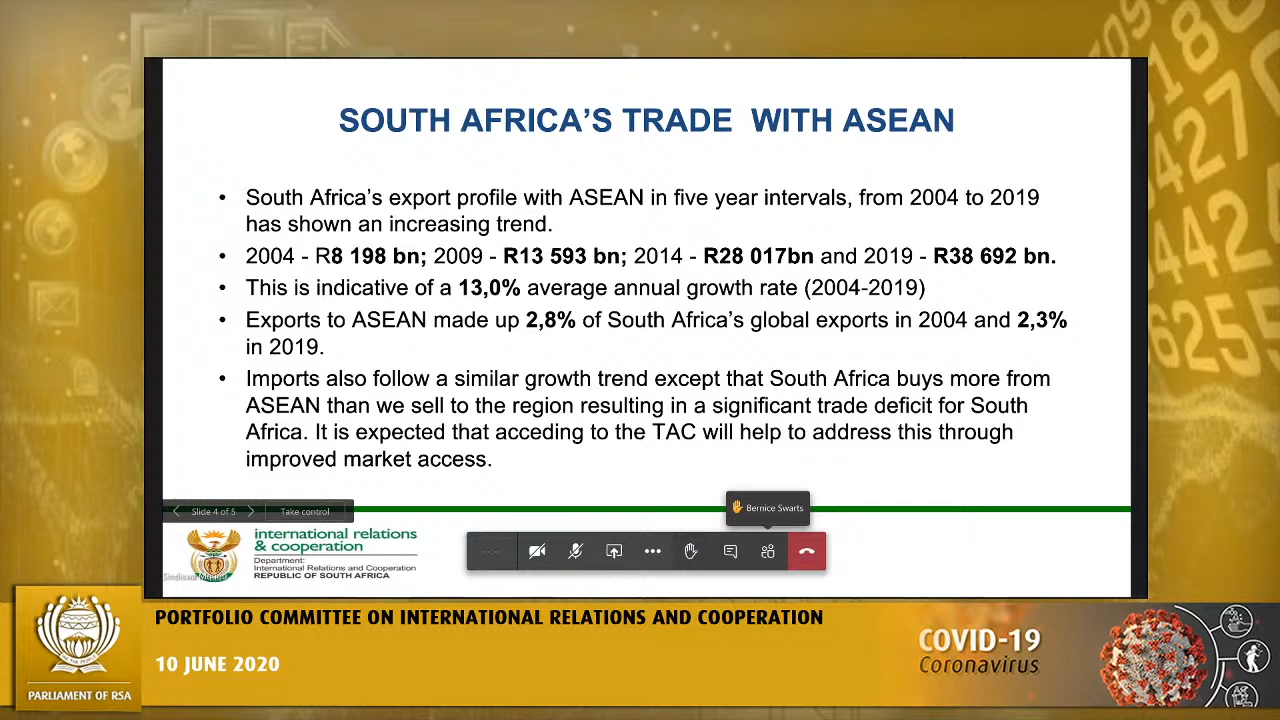 SOUTH AFRICA'S TRADE WITH ASEAN
• South Africa's export profile with ASEAN in five year intervals, from 2004 to 2019
has shown an increasing trend.
• 2004 - R8 198 bn; 2009 - R13 593 bn; 2014 - R28 017bn and 2019 - R38 692 bn.
• This is indicative of a 13,0% average annual growth rate (2004-2019)
• Exports to ASEAN made up 2,8% of South Africa's global exports in 2004 and 2,3%
in 2019.
• Imports also follow a similar growth trend except that South Africa buys more from
ASEAN than we sell to the region resulting in a significant trade deficit for South
Africa. It is expected that acceding to the TAC will help to address this through
improved market access.
Slide 4 of 5
Take control
Bernice Swarts
international relations
& cooperation
Department:
International Relations and Cooperation
REPUBLIC OF SOUTH AFRICA
PORTFOLIO COMMITTEE ON INTERNATIONAL RELATIONS AND COOPERATION
10 JUNE 2020
PARLIAMENT OF RSA
COVID-19
Coronavirus